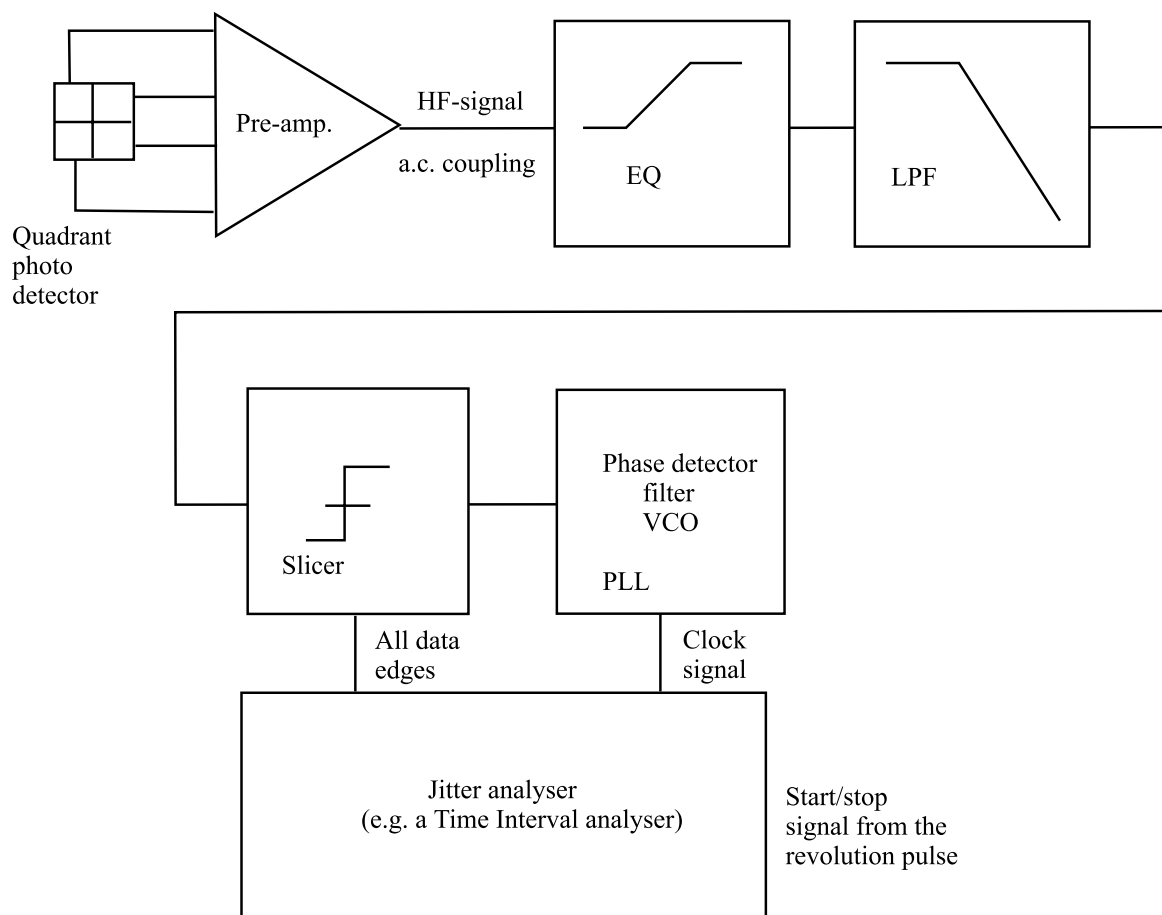 Pre-amp.
HF-signal
a.c. coupling
EQ
LPF
Quadrant
photo
detector
Slicer
Phase detector
filter
VCO
PLL
All data
edges
Clock
signal
Jitter analyser
(e.g. a Time Interval analyser)
Start/stop
signal from the
revolution pulse